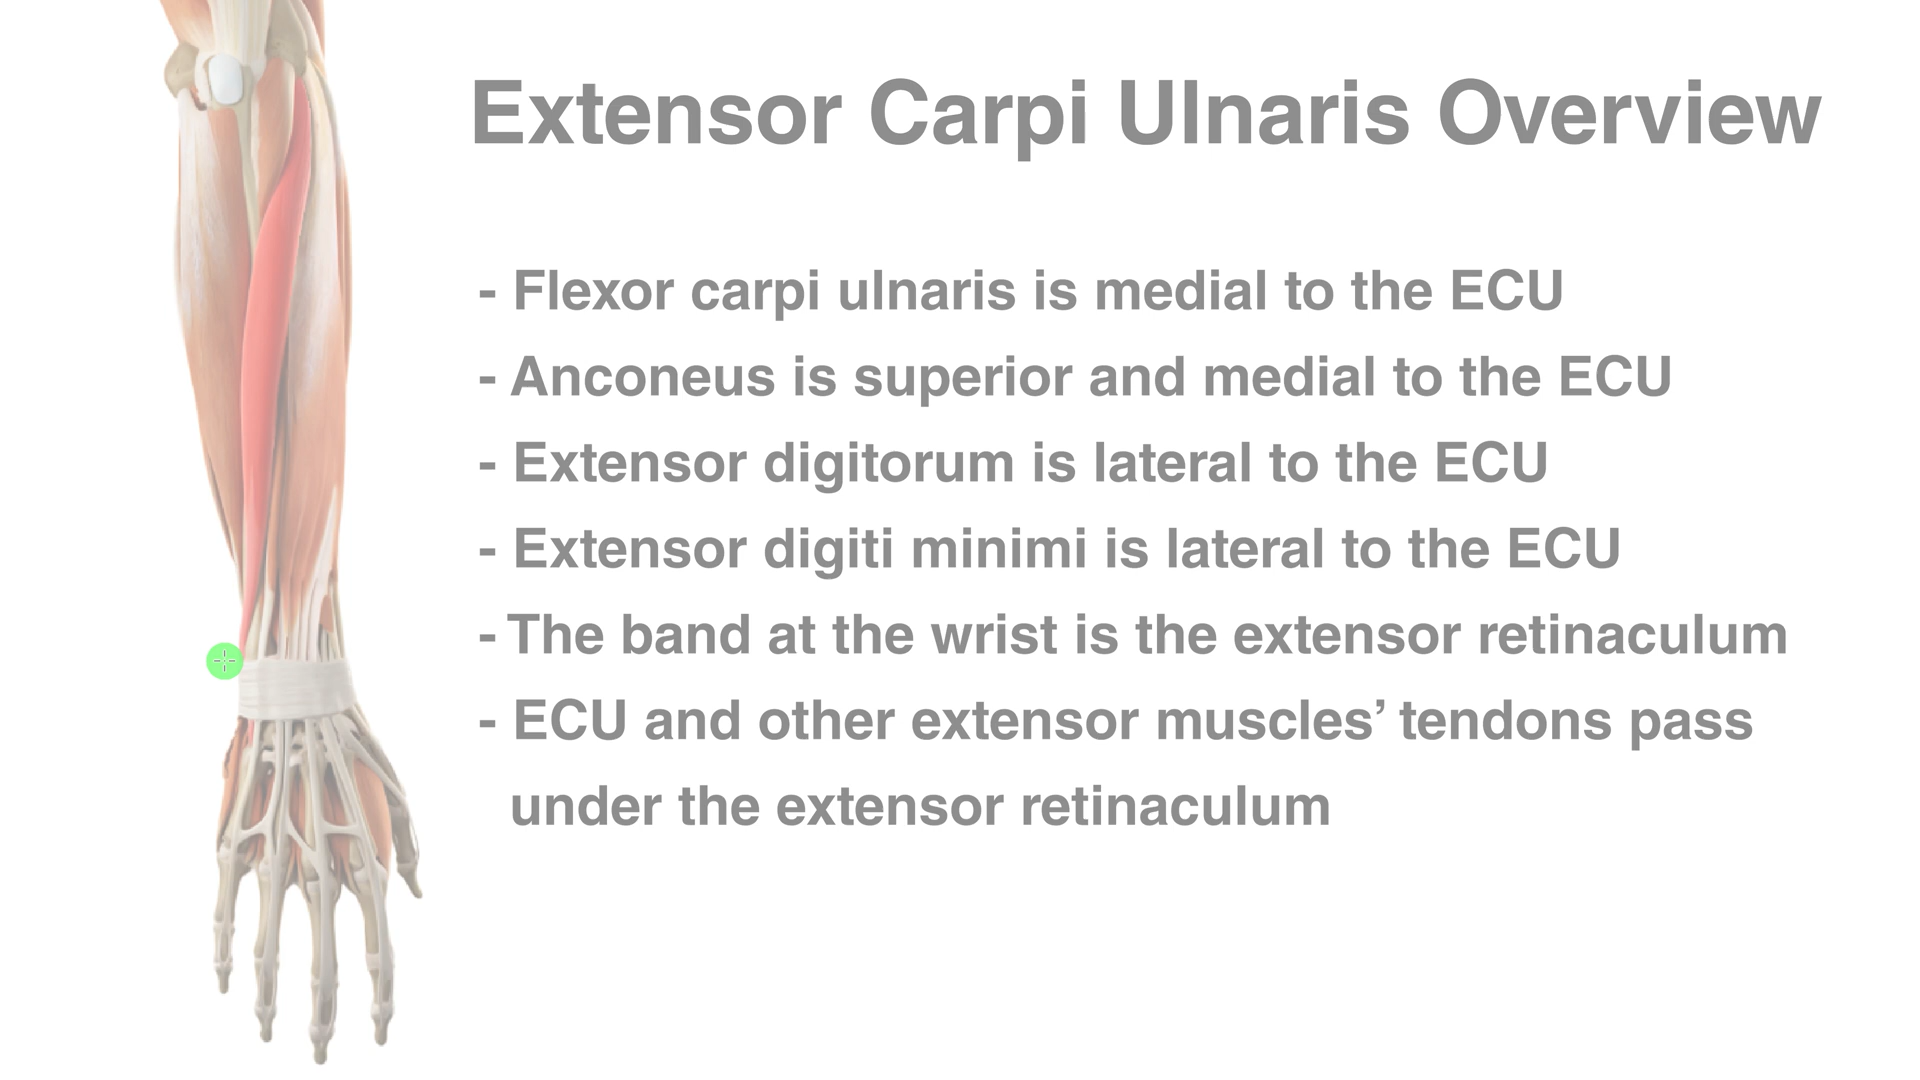 Extensor Carpi Ulnaris Overview
- Flexor carpi ulnaris is medial to the ECU
- Anconeus is superior and medial to the ECU
- Extensor digitorum is lateral to the ECU
- Extensor digiti minimi is lateral to the ECU
- The band at the wrist is the extensor retinaculum
- ECU and other extensor muscles’ tendons pass
under the extensor retinaculum